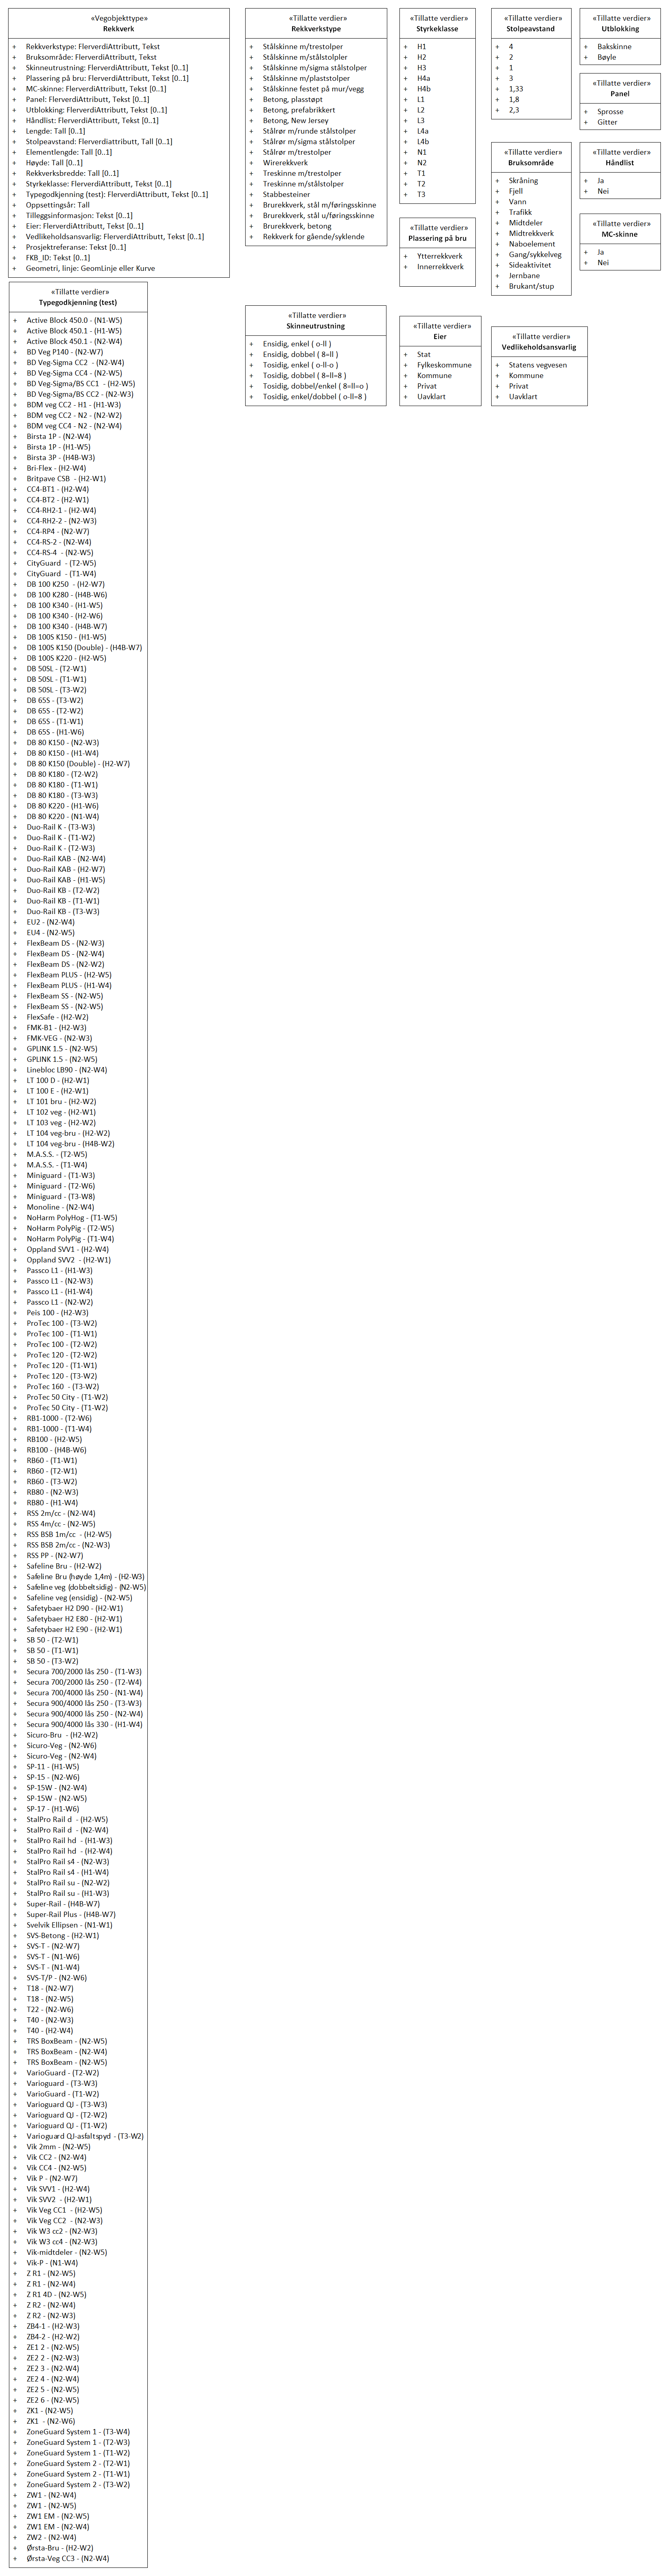 «Vegobjekttype»
Rekkverk
+ Rekkverkstype: FlerverdiAttributt, Tekst
+ Bruksområde: FlerverdiAttributt, Tekst
+ Skinneutrustning: FlerverdiAttributt, Tekst [0..1]
+ Plassering på bru: FlerverdiAttributt, Tekst [0..1]
+ MC-skinne: FlerverdiAttributt, Tekst [0..1]
+ Panel: FlerverdiAttributt, Tekst [0..1]
+ Utblokking: FlerverdiAttributt, Tekst [0..1]
+ Håndlist: FlerverdiAttributt, Tekst [0..1]
+ Lengde: Tall [0..1]
+ Stolpeavstand: Flerverdiattributt, Tall [0..1]
+ Elementlengde: Tall [0..1]
+ Høyde: Tall [0..1]
+ Rekkverksbredde: Tall [0..1]
+ Styrkeklasse: FlerverdiAttributt, Tekst [0..1]
+ Typegodkjenning (test): FlerverdiAttributt, Tekst [0..1]
+ Oppsettingsår: Tall
+ Tilleggsinformasjon: Tekst [0..1]
+ Eier: FlerverdiAttributt, Tekst [0..1]
+ Vedlikeholdsansvarlig: FlerverdiAttributt, Tekst [0..1]
+ Prosjektreferanse: Tekst [0..1]
+ FKB_ID: Tekst [0..1]
+ Geometri, linje: GeomLinje eller Kurve
«Tillatte verdier»
Rekkverkstype
+ Stålskinne m/trestolper
+ Stålskinne m/stålstolpler
+ Stålskinne m/sigma stålstolper
+ Stålskinne m/plaststolper
+ Stålskinne festet på mur/vegg
+ Betong, plasstøpt
+ Betong, prefabrikkert
+ Betong, New Jersey
+ Stålrør m/runde stålstolper
+ Stålrør m/sigma stålstolper
+ Stålrør m/trestolper
+ Wirerekkverk
+ Treskinne m/trestolper
+ Treskinne m/stålstolper
+ Stabbesteiner
+ Brurekkverk, stål m/føringsskinne
+ Brurekkverk, stål u/føringsskinne
+ Brurekkverk, betong
+ Rekkverk for gående/syklende
«Tillatte verdier»
Styrkeklasse
+ H1
+ H2
+ H3
+ H4a
+ H4b
+ L1
+ L2
+ L3
+ L4a
+ L4b
+ N1
+ N2
+ T1
+ T2
+ T3
«Tillatte verdier»
Stolpeavstand
+ 4
+ 2
+ 1
+ 3
+ 1,33
+ 1,8
+ 2,3
«Tillatte verdier»
Utblokking
+ Bakskinne
+ Bøyle
«Tillatte verdier»
Panel
+ Sprosse
+ Gitter
«Tillatte verdier»
Bruksområde
+ Skråning
+ Fjell
+ Vann
+ Trafikk
+ Midtdeler
+ Midtrekkverk
+ Naboelement
+ Gang/sykkelveg
+ Sideaktivitet
+ Jernbane
+ Brukant/stup
«Tillatte verdier»
Håndlist
+ Ja
+ Nei
«Tillatte verdier»
MC-skinne
+ Ja
+ Nei
«Tillatte verdier»
Plassering på bru
+ Ytterrekkverk
+ Innerrekkverk
«Tillatte verdier»
Skinneutrustning
+ Ensidig, enkel ( o-ll )
+ Ensidig, dobbel ( 8=ll )
+ Tosidig, enkel ( o-ll-o )
+ Tosidig, dobbel ( 8=ll=8 )
+ Tosidig, dobbel/enkel ( 8=ll=o )
+ Tosidig, enkel/dobbel ( o-ll=8 )
«Tillatte verdier»
Eier
+ Stat
+ Fylkeskommune
+ Kommune
+ Privat
+ Uavklart
«Tillatte verdier»
Vedlikeholdsansvarlig
+ Statens vegvesen
+ Kommune
+ Privat
+ Uavklart
«Tillatte verdier»
Typegodkjenning (test)
+ Active Block 450.0 - (N1-W5)
+ Active Block 450.1 - (H1-W5)
+ Active Block 450.1 - (N2-W4)
+ BD Veg P140 - (N2-W7)
+ BD Veg-Sigma CC2 - (N2-W4)
+ BD Veg-Sigma CC4 - (N2-W5)
+ BD Veg-Sigma/BS CC1 - (H2-W5)
+ BD Veg-Sigma/BS CC2 - (N2-W3)
+ BDM veg CC2 - H1 - (H1-W3)
+ BDM veg CC2 - N2 - (N2-W2)
+ BDM veg CC4 - N2 - (N2-W4)
+ Birsta 1P - (N2-W4)
+ Birsta 1P - (H1-W5)
+ Birsta 3P - (H4B-W3)
+ Bri-Flex - (H2-W4)
+ Britpave CSB - (H2-W1)
+ CC4-BT1 - (H2-W4)
+ CC4-BT2 - (H2-W1)
+ CC4-RH2-1 - (H2-W4)
+ CC4-RH2-2 - (N2-W3)
+ CC4-RP4 - (N2-W7)
+ CC4-RS-2 - (N2-W4)
+ CC4-RS-4 - (N2-W5)
+ CityGuard - (T2-W5)
+ CityGuard - (T1-W4)
+ DB 100 K250 - (H2-W7)
+ DB 100 K280 - (H4B-W6)
+ DB 100 K340 - (H1-W5)
+ DB 100 K340 - (H2-W6)
+ DB 100 K340 - (H4B-W7)
+ DB 100S K150 - (H1-W5)
+ DB 100S K150 (Double) - (H4B-W7)
+ DB 100S K220 - (H2-W5)
+ DB 50SL - (T2-W1)
+ DB 50SL - (T1-W1)
+ DB 50SL - (T3-W2)
+ DB 65S - (T3-W2)
+ DB 65S - (T2-W2)
+ DB 65S - (T1-W1)
+ DB 65S - (H1-W6)
+ DB 80 K150 - (N2-W3)
+ DB 80 K150 - (H1-W4)
+ DB 80 K150 (Double) - (H2-W7)
+ DB 80 K180 - (T2-W2)
+ DB 80 K180 - (T1-W1)
+ DB 80 K180 - (T3-W3)
+ DB 80 K220 - (H1-W6)
+ DB 80 K220 - (N1-W4)
+ Duo-Rail K - (T3-W3)
+ Duo-Rail K - (T1-W2)
+ Duo-Rail K - (T2-W3)
+ Duo-Rail KAB - (N2-W4)
+ Duo-Rail KAB - (H2-W7)
+ Duo-Rail KAB - (H1-W5)
+ Duo-Rail KB - (T2-W2)
+ Duo-Rail KB - (T1-W1)
+ Duo-Rail KB - (T3-W3)
+ EU2 - (N2-W4)
+ EU4 - (N2-W5)
+ FlexBeam DS - (N2-W3)
+ FlexBeam DS - (N2-W4)
+ FlexBeam DS - (N2-W2)
+ FlexBeam PLUS - (H2-W5)
+ FlexBeam PLUS - (H1-W4)
+ FlexBeam SS - (N2-W5)
+ FlexBeam SS - (N2-W5)
+ FlexSafe - (H2-W2)
+ FMK-B1 - (H2-W3)
+ FMK-VEG - (N2-W3)
+ GPLINK 1.5 - (N2-W5)
+ GPLINK 1.5 - (N2-W5)
+ Linebloc LB90 - (N2-W4)
+ LT 100 D - (H2-W1)
+ LT 100 E - (H2-W1)
+ LT 101 bru - (H2-W2)
+ LT 102 veg - (H2-W1)
+ LT 103 veg - (H2-W2)
+ LT 104 veg-bru - (H2-W2)
+ LT 104 veg-bru - (H4B-W2)
+ M.A.S.S. - (T2-W5)
+ M.A.S.S. - (T1-W4)
+ Miniguard - (T1-W3)
+ Miniguard - (T2-W6)
+ Miniguard - (T3-W8)
+ Monoline - (N2-W4)
+ NoHarm PolyHog - (T1-W5)
+ NoHarm PolyPig - (T2-W5)
+ NoHarm PolyPig - (T1-W4)
+ Oppland SVV1 - (H2-W4)
+ Oppland SVV2 - (H2-W1)
+ Passco L1 - (H1-W3)
+ Passco L1 - (N2-W3)
+ Passco L1 - (H1-W4)
+ Passco L1 - (N2-W2)
+ Peis 100 - (H2-W3)
+ ProTec 100 - (T3-W2)
+ ProTec 100 - (T1-W1)
+ ProTec 100 - (T2-W2)
+ ProTec 120 - (T2-W2)
+ ProTec 120 - (T1-W1)
+ ProTec 120 - (T3-W2)
+ ProTec 160 - (T3-W2)
+ ProTec 50 City - (T1-W2)
+ ProTec 50 City - (T1-W2)
+ RB1-1000 - (T2-W6)
+ RB1-1000 - (T1-W4)
+ RB100 - (H2-W5)
+ RB100 - (H4B-W6)
+ RB60 - (T1-W1)
+ RB60 - (T2-W1)
+ RB60 - (T3-W2)
+ RB80 - (N2-W3)
+ RB80 - (H1-W4)
+ RSS 2m/cc - (N2-W4)
+ RSS 4m/cc - (N2-W5)
+ RSS BSB 1m/cc - (H2-W5)
+ RSS BSB 2m/cc - (N2-W3)
+ RSS PP - (N2-W7)
+ Safeline Bru - (H2-W2)
+ Safeline Bru (høyde 1,4m) - (H2-W3)
+ Safeline veg (dobbeltsidig) - (N2-W5)
+ Safeline veg (ensidig) - (N2-W5)
+ Safetybaer H2 D90 - (H2-W1)
+ Safetybaer H2 E80 - (H2-W1)
+ Safetybaer H2 E90 - (H2-W1)
+ SB 50 - (T2-W1)
+ SB 50 - (T1-W1)
+ SB 50 - (T3-W2)
+ Secura 700/2000 lås 250 - (T1-W3)
+ Secura 700/2000 lås 250 - (T2-W4)
+ Secura 700/4000 lås 250 - (N1-W4)
+ Secura 900/4000 lås 250 - (T3-W3)
+ Secura 900/4000 lås 250 - (N2-W4)
+ Secura 900/4000 lås 330 - (H1-W4)
+ Sicuro-Bru - (H2-W2)
+ Sicuro-Veg - (N2-W6)
+ Sicuro-Veg - (N2-W4)
+ SP-11 - (H1-W5)
+ SP-15 - (N2-W6)
+ SP-15W - (N2-W4)
+ SP-15W - (N2-W5)
+ SP-17 - (H1-W6)
+ StalPro Rail d - (H2-W5)
+ StalPro Rail d - (N2-W4)
+ StalPro Rail hd - (H1-W3)
+ StalPro Rail hd - (H2-W4)
+ StalPro Rail s4 - (N2-W3)
+ StalPro Rail s4 - (H1-W4)
+ StalPro Rail su - (N2-W2)
+ StalPro Rail su - (H1-W3)
+ Super-Rail - (H4B-W7)
+ Super-Rail Plus - (H4B-W7)
+ Svelvik Ellipsen - (N1-W1)
+ SVS-Betong - (H2-W1)
+ SVS-T - (N2-W7)
+ SVS-T - (N1-W6)
+ SVS-T - (N1-W4)
+ SVS-T/P - (N2-W6)
+ T18 - (N2-W7)
+ T18 - (N2-W5)
+ T22 - (N2-W6)
+ T40 - (N2-W3)
+ T40 - (H2-W4)
+ TRS BoxBeam - (N2-W5)
+ TRS BoxBeam - (N2-W4)
+ TRS BoxBeam - (N2-W5)
+ VarioGuard - (T2-W2)
+ Varioguard - (T3-W3)
+ VarioGuard - (T1-W2)
+ Varioguard QJ - (T3-W3)
+ Varioguard QJ - (T2-W2)
+ Varioguard QJ - (T1-W2)
+ Varioguard QJ-asfaltspyd - (T3-W2)
+ Vik 2mm - (N2-W5)
+ Vik CC2 - (N2-W4)
+ Vik CC4 - (N2-W5)
+ Vik P - (N2-W7)
+ Vik SVV1 - (H2-W4)
+ Vik SVV2 - (H2-W1)
+ Vik Veg CC1 - (H2-W5)
+ Vik Veg CC2 - (N2-W3)
+ Vik W3 cc2 - (N2-W3)
+ Vik W3 cc4 - (N2-W3)
+ Vik-midtdeler - (N2-W5)
+ Vik-P - (N1-W4)
+ Z R1 - (N2-W5)
+ Z R1 - (N2-W4)
+ Z R1 4D - (N2-W5)
+ Z R2 - (N2-W4)
+ Z R2 - (N2-W3)
+ ZB4-1 - (H2-W3)
+ ZB4-2 - (H2-W2)
+ ZE1 2 - (N2-W5)
+ ZE2 2 - (N2-W3)
+ ZE2 3 - (N2-W4)
+ ZE2 4 - (N2-W4)
+ ZE2 5 - (N2-W5)
+ ZE2 6 - (N2-W5)
+ ZK1 - (N2-W5)
+ ZK1 - (N2-W6)
+ ZoneGuard System 1 - (T3-W4)
+ ZoneGuard System 1 - (T2-W3)
+ ZoneGuard System 1 - (T1-W2)
+ ZoneGuard System 2 - (T2-W1)
+ ZoneGuard System 2 - (T1-W1)
+ ZoneGuard System 2 - (T3-W2)
+ ZW1 - (N2-W4)
+ ZW1 - (N2-W5)
+ ZW1 EM - (N2-W5)
+ ZW1 EM - (N2-W4)
+ ZW2 - (N2-W4)
+ Ørsta-Bru - (H2-W2)
+ Ørsta-Veg CC3 - (N2-W4)